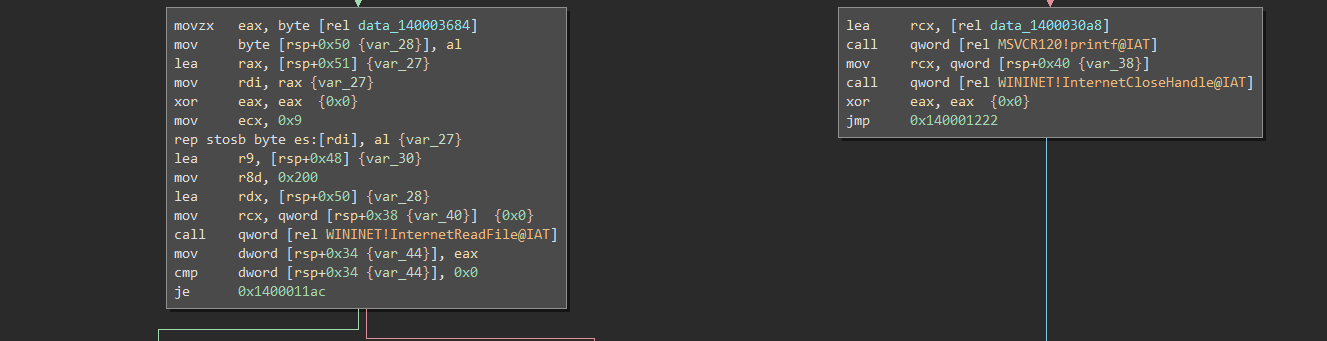 movzx eax, byte [rel data_140003684]
mov byte [rsp+0x50 {var_28}], al
lea rax, [rsp+0x51] {var_27}
mov rdi, rax {var_27}
xor eax, eax {0x0}
mov ecx, 0x9
rep stosb byte es:[rdi], al {var_27}
lea r9, [rsp+0x48] {var_30}
mov r8d, 0x200
lea rdx, [rsp+0x50] {var_28}
mov rcx, qword [rsp+0x38 {var_40}] {0x0}
call qword [rel WININET!InternetReadFile@IAT]
mov dword [rsp+0x34 {var_44}], eax
cmp dword [rsp+0x34 {var_44}], 0x0
je 0x1400011ac
lea rcx, [rel data_1400030a8]
call qword [rel MSVCR120!printf@IAT]
mov rcx, qword [rsp+0x40 {var_38}]
call qword [rel WININET!InternetCloseHandle@IAT]
xor eax, eax {0x0}
jmp 0x140001222